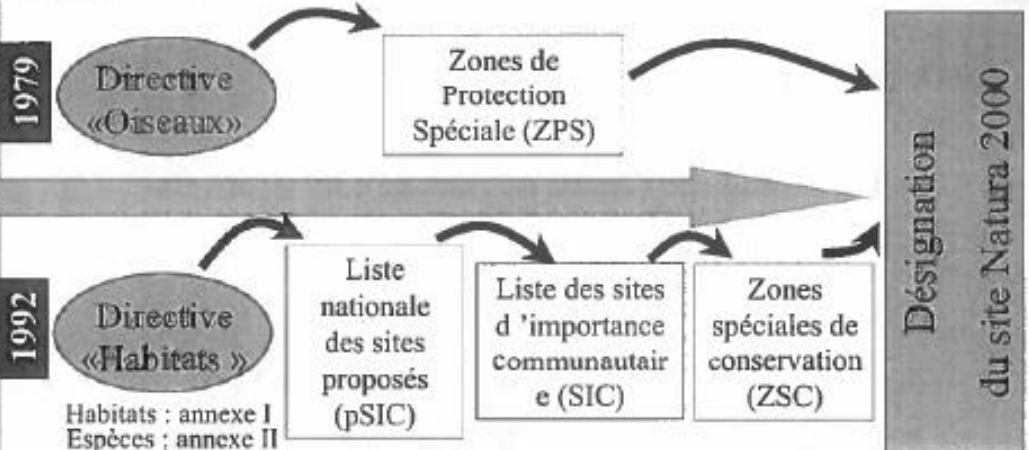 1979
Directive
«Oiseaux»
Zones de
Protection
Spéciale (ZPS)
1992
Directive
«Habitats »
Habitats : annexe I
Espèces : annexe II
Liste
nationale
des sites
proposés
(pSIC)
Liste des sites
d ’importance
communautair
e (SIC)
Zones
spéciales de
conservation
(ZSC)
Désignation
du site Natura 2000